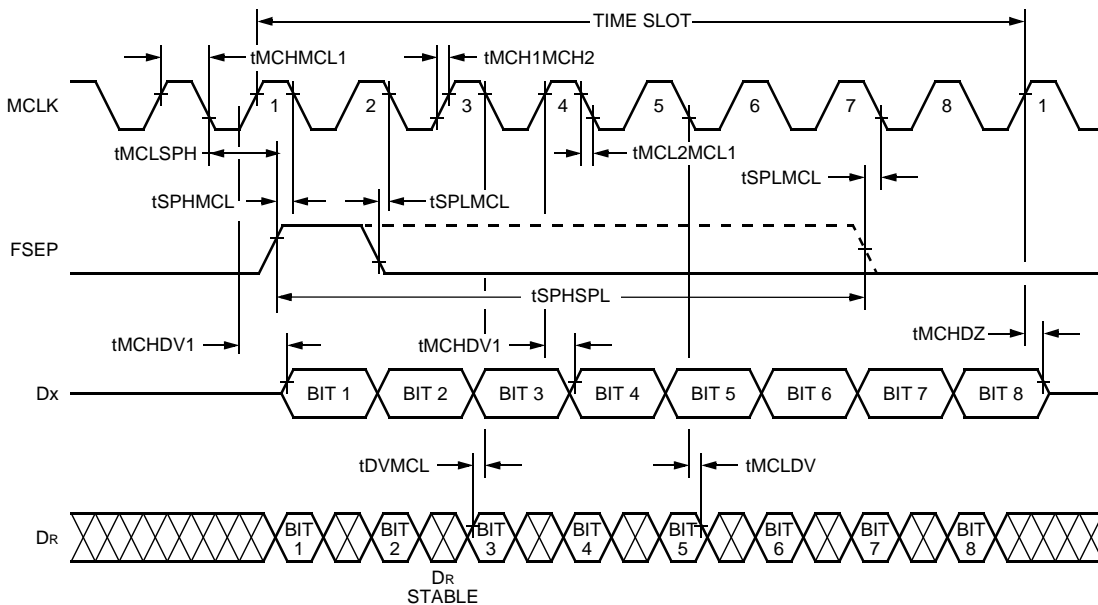 TIME SLOT
tMCHMCL1
tMCH1MCH2
MCLK
1 2 3 4 5 6 7 8 1
tMCLSPH
tMCL2MCL1
tSPHMCL
tSPLMCL
tSPLMCL
FSEP
tSPHSPL
tMCHDV1
tMCHDV1
tMCHDZ
DX
BIT 1 BIT 2 BIT 3 BIT 4 BIT 5 BIT 6 BIT 7 BIT 8
tDVMCL
tMCLDV
DR
BIT 1
BIT 2
BIT 3
BIT 4
BIT 5
BIT 6
BIT 7
BIT 8
DR
STABLE